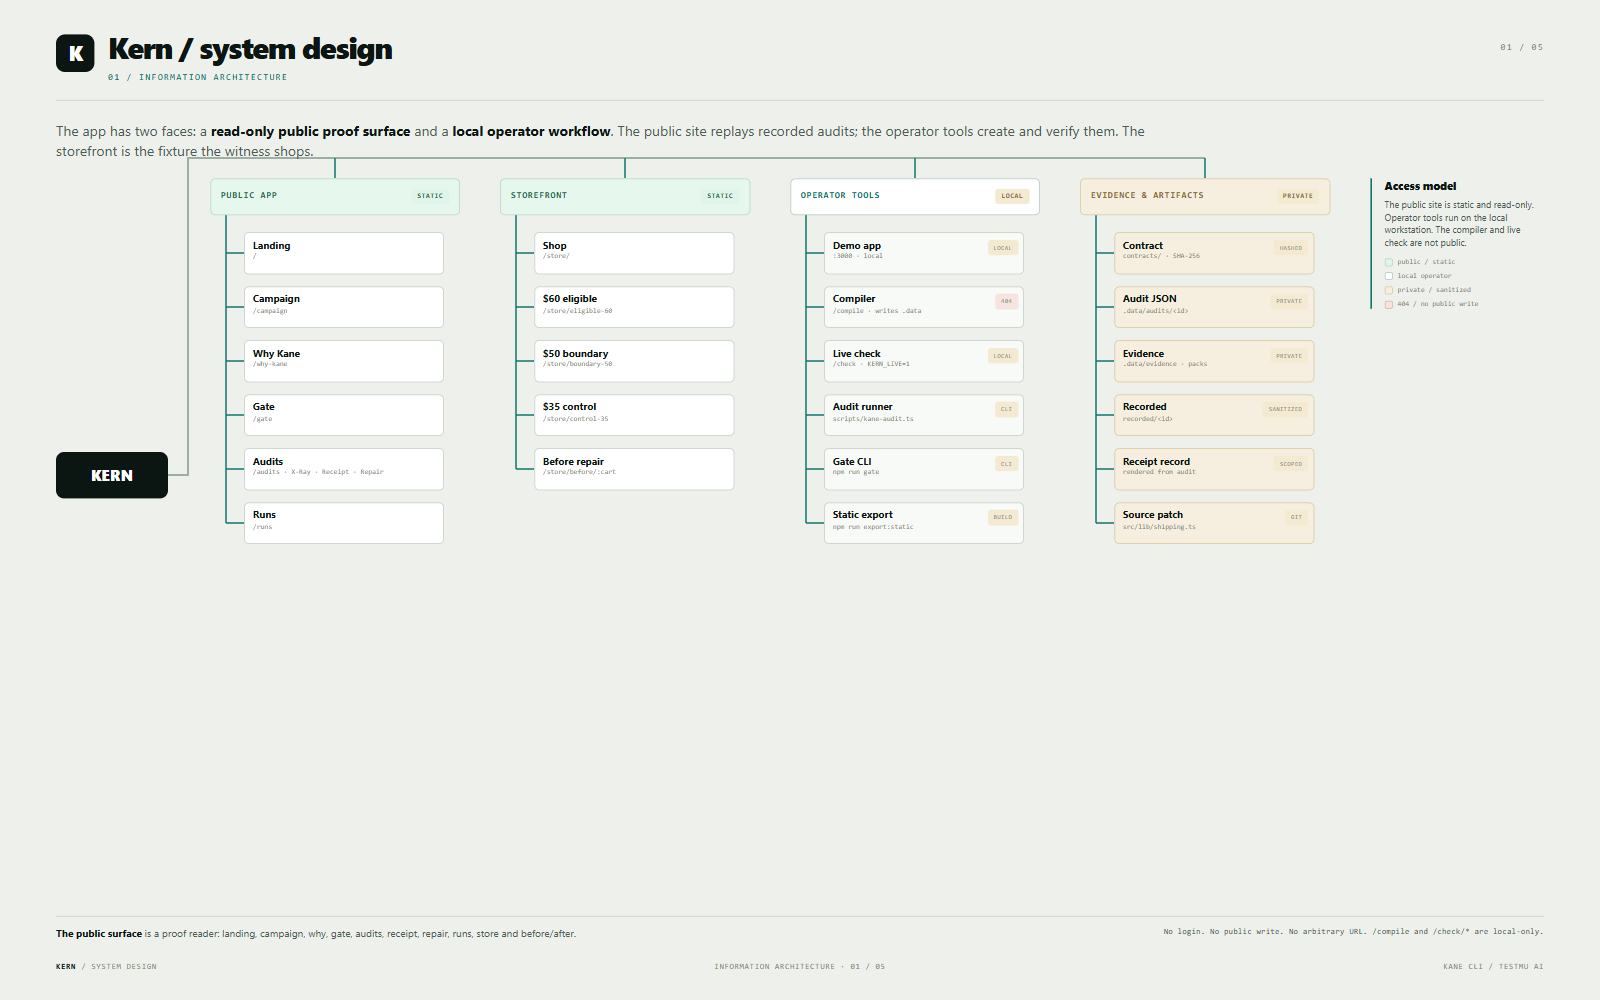 K
Kern / system design
01 / INFORMATION ARCHITECTURE
01 / 05
The app has two faces: a read-only public proof surface and a local operator workflow. The public site replays recorded audits; the operator tools create and verify them. The
storefront is the fixture the witness shops.
KERN
PUBLIC APP
STATIC
Landing
/
Campaign
/campaign
Why Kane
/why-kane
Gate
/gate
Audits
/audits · X-Ray · Receipt · Repair
Runs
/runs
STOREFRONT
STATIC
Shop
/store/
$60 eligible
/store/eligible-60
$50 boundary
/store/boundary-50
$35 control
/store/control-35
Before repair
/store/before/:cart
OPERATOR TOOLS
LOCAL
Demo app
:3000 · local
LOCAL
Compiler
/compile · writes .data
404
Live check
/check · KERN_LIVE=1
LOCAL
Audit runner
scripts/kane-audit.ts
CLI
Gate CLI
npm run gate
CLI
Static export
npm run export:static
BUILD
EVIDENCE & ARTIFACTS
PRIVATE
Contract
contracts/ · SHA-256
HASHED
Audit JSON
.data/audits/<id>
PRIVATE
Evidence
.data/evidence · packs
PRIVATE
Recorded
recorded/<id>
SANITIZED
Receipt record
rendered from audit
SCOPED
Source patch
src/lib/shipping.ts
GIT
Access model
The public site is static and read-only.
Operator tools run on the local
workstation. The compiler and live
check are not public.
public / static
local operator
private / sanitized
404 / no public write
The public surface is a proof reader: landing, campaign, why, gate, audits, receipt, repair, runs, store and before/after.
No login. No public write. No arbitrary URL. /compile and /check/* are local-only.
KERN / SYSTEM DESIGN
INFORMATION ARCHITECTURE · 01 / 05
KANE CLI / TESTMU AI